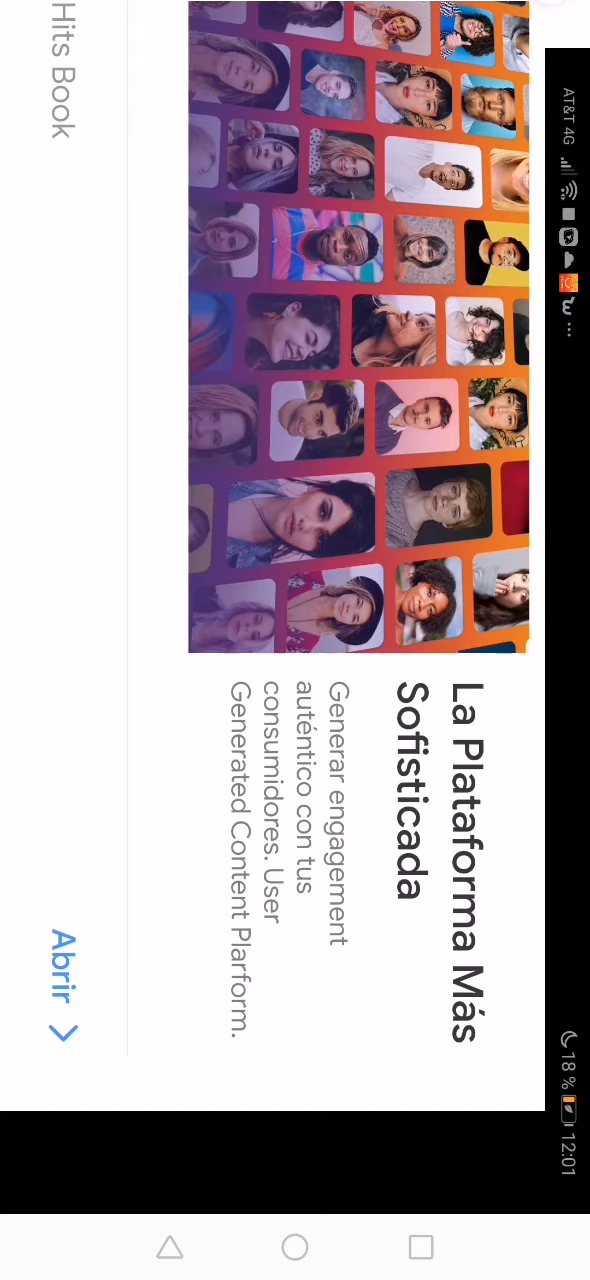 AT&T 4G
18 % 12:01
La Plataforma Más
Sofisticada
Generar engagement
auténtico con tus
consumidores. User
Generated Content Plarform.
Hits Book
Abrir